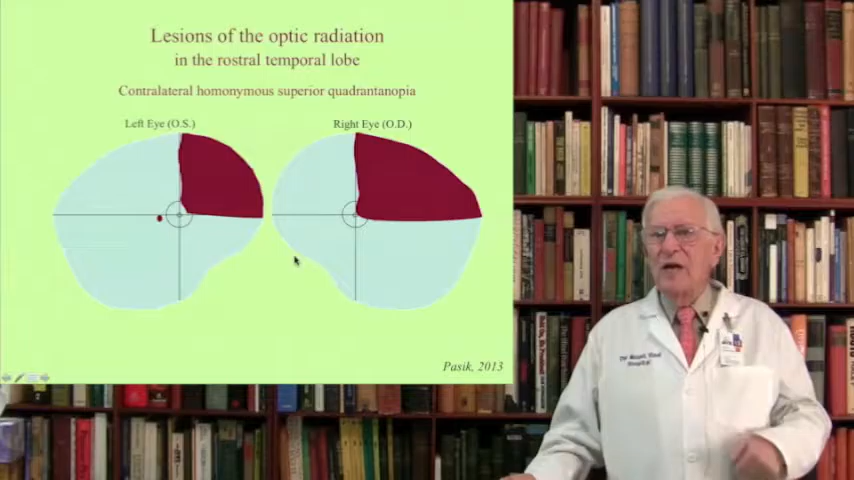 Lesions of the optic radiation
in the rostral temporal lobe
Contralateral homonymous superior quadrantanopia
Left Eye (O.S.)
Right Eye (O.D.)
Pasik, 2013
Hospital